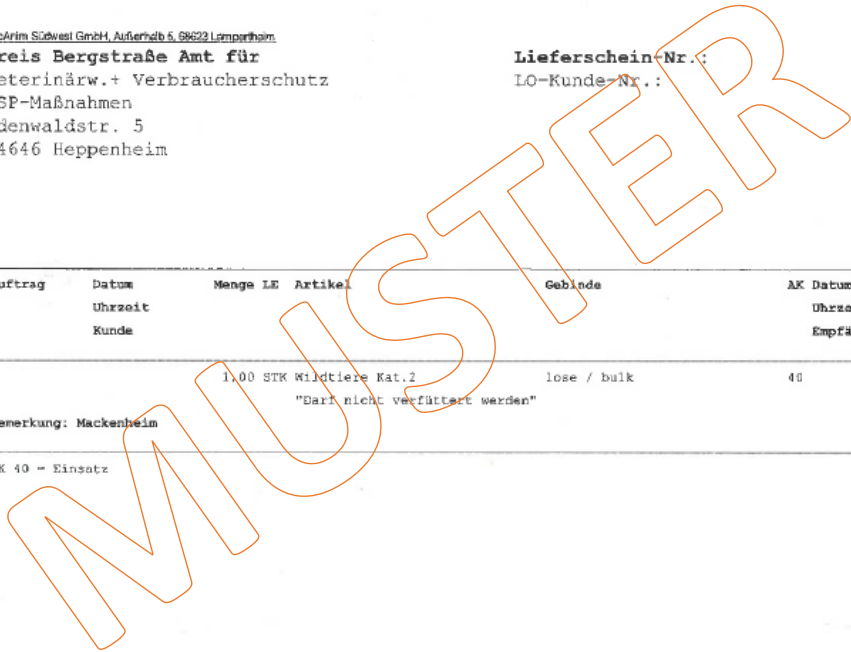 cArim Südwest GmbH, Außerhalb 5, 68623 Lampertheim
reis Bergstraße Amt für
eterinärw.+ Verbraucherschutz
SP-Maßnahmen
denwaldstr. 5
4646 Heppenheim
Lieferschein-Nr.:
LO-Kunde-Nr.:
uftrag Datum Menge LE Artikel Gebinde AK Datum
Uhrzeit Uhrze
Kunde Empfä
1,00 STK Wildtiere Kat.2 lose / bulk 40
"Darf nicht verfüttert werden"
emerkung: Mackenheim
K 40 = Einsatz
MUSTER